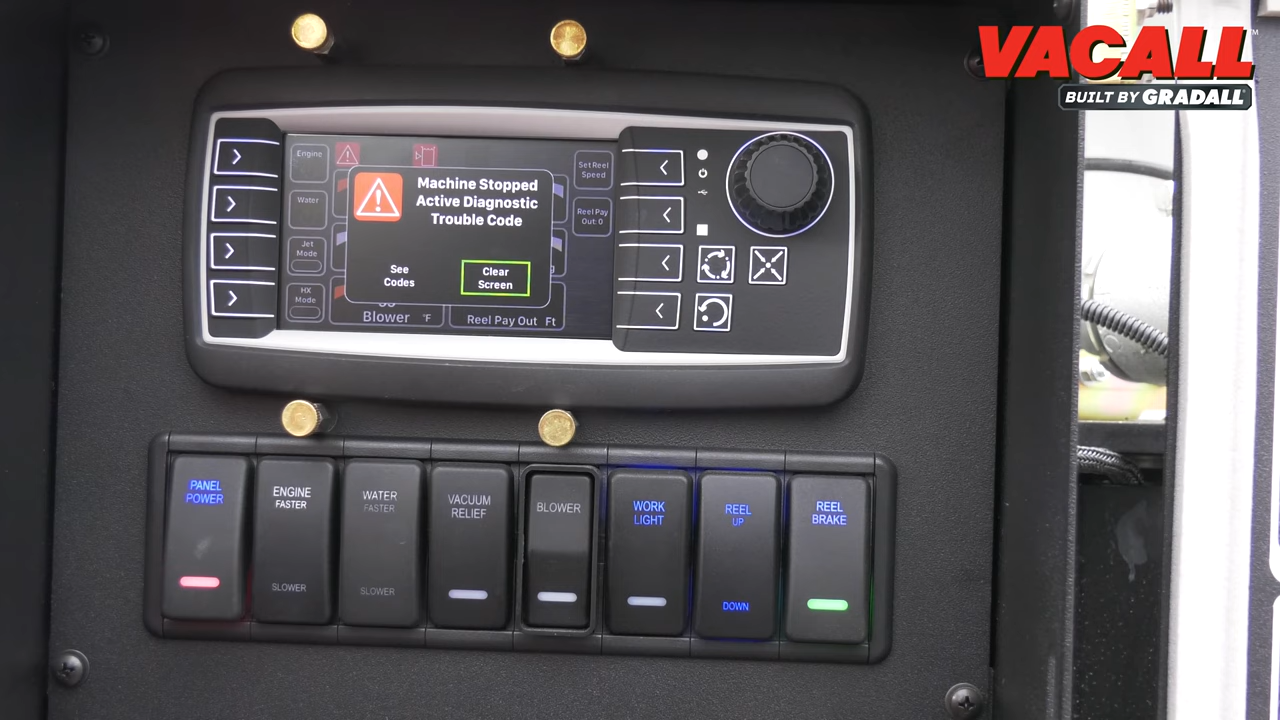 VACALL
BUILT BY GRADALL
Engine
Water
Jet
Mode
HX
Mode
Machine Stopped
Active Diagnostic
Trouble Code
See
Codes
Clear
Screen
Set Reel
Speed
Reel Pay
Out: 0
Blower °F
Reel Pay Out Ft
PANEL
POWER
ENGINE
FASTER
SLOWER
WATER
FASTER
SLOWER
VACUUM
RELIEF
BLOWER
WORK
LIGHT
REEL
UP
DOWN
REEL
BRAKE